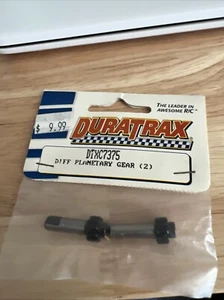 THE LEADER IN
AWESOME R/C
$ 9.99
DURATRAX
DTXC7375
DIFF PLANETARY GEAR (2)